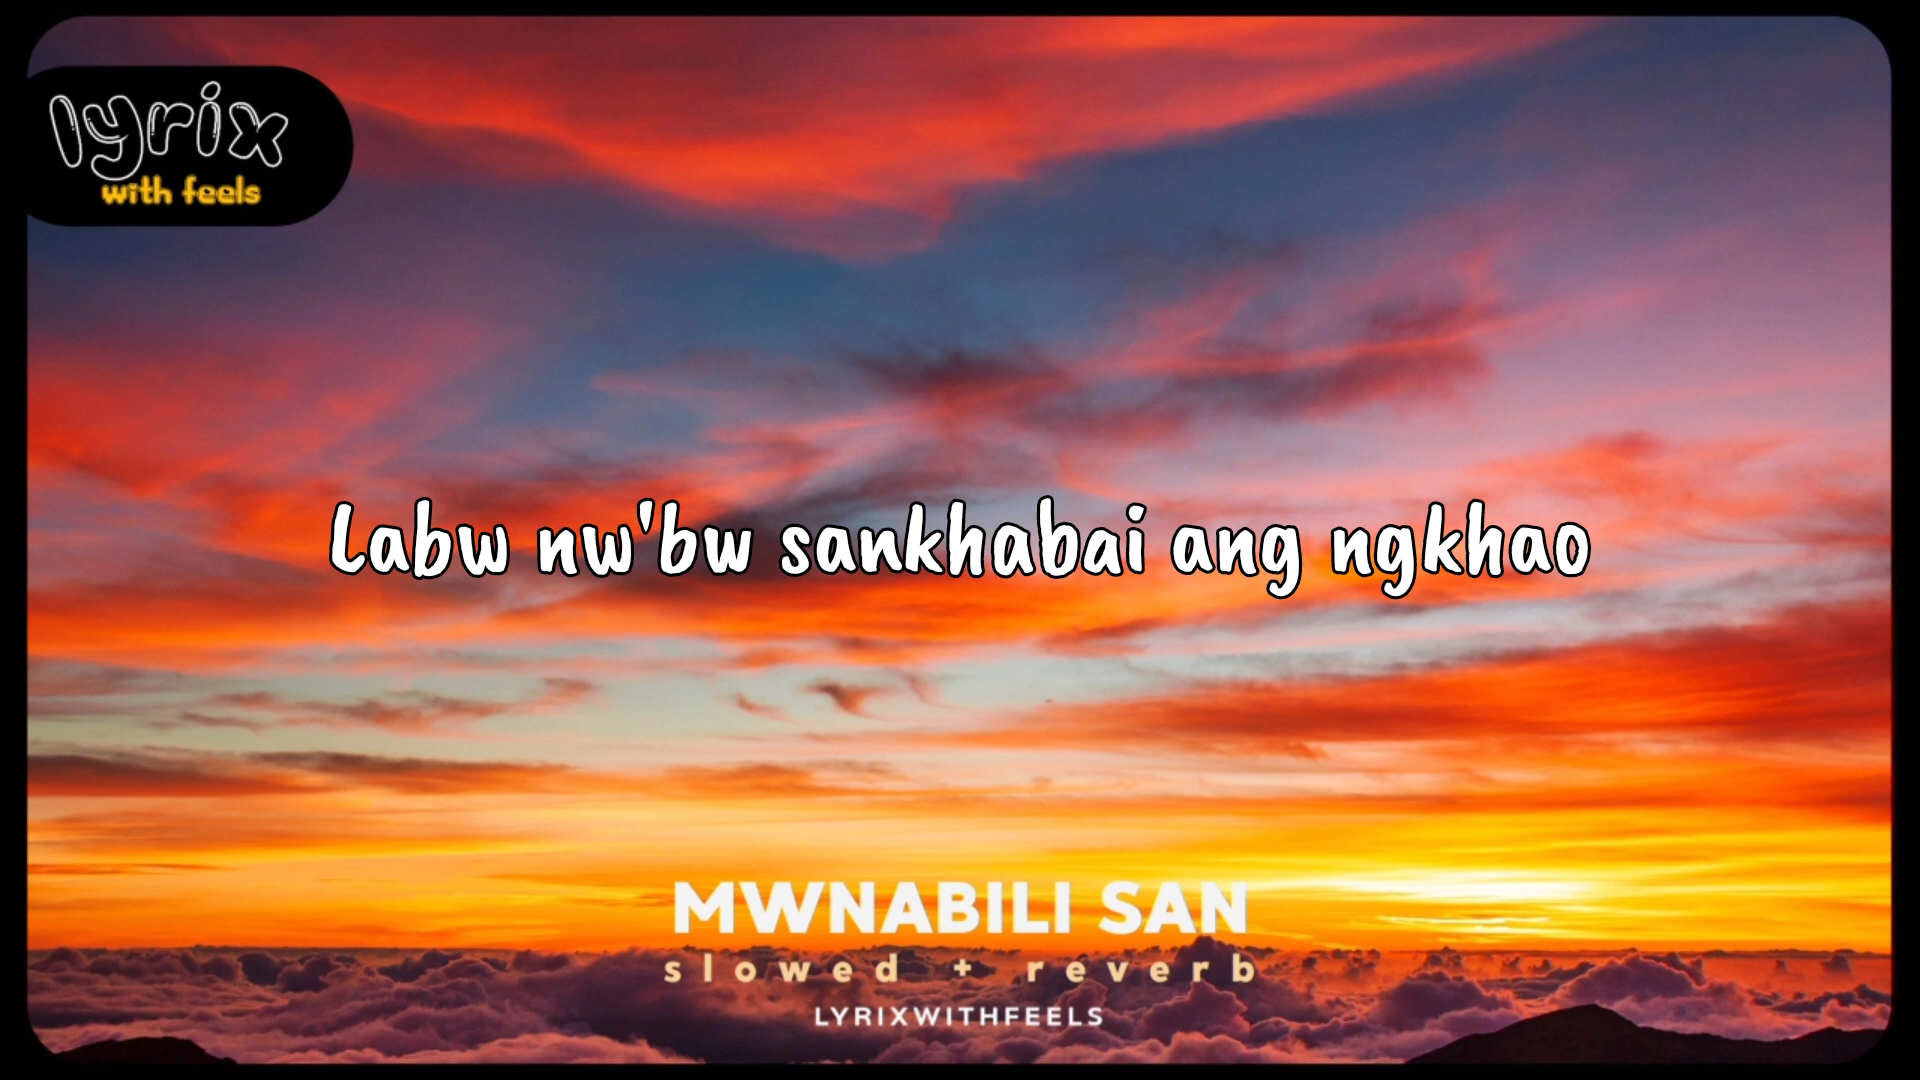 lyrix
with feels
Labw nw'bw sankhabai ang ngkhao
MWNABILI SAN
slowed + reverb
LYRIXWITHFEELS